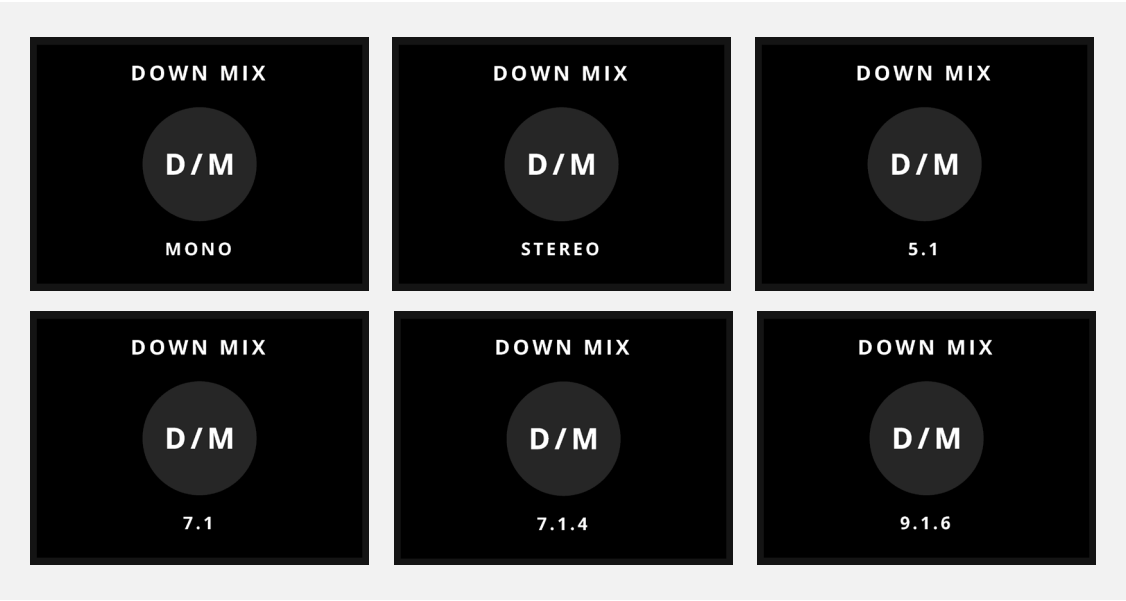 DOWN MIX
D/M
MONO
DOWN MIX
D/M
STEREO
DOWN MIX
D/M
5.1
DOWN MIX
D/M
7.1
DOWN MIX
D/M
7.1.4
DOWN MIX
D/M
9.1.6